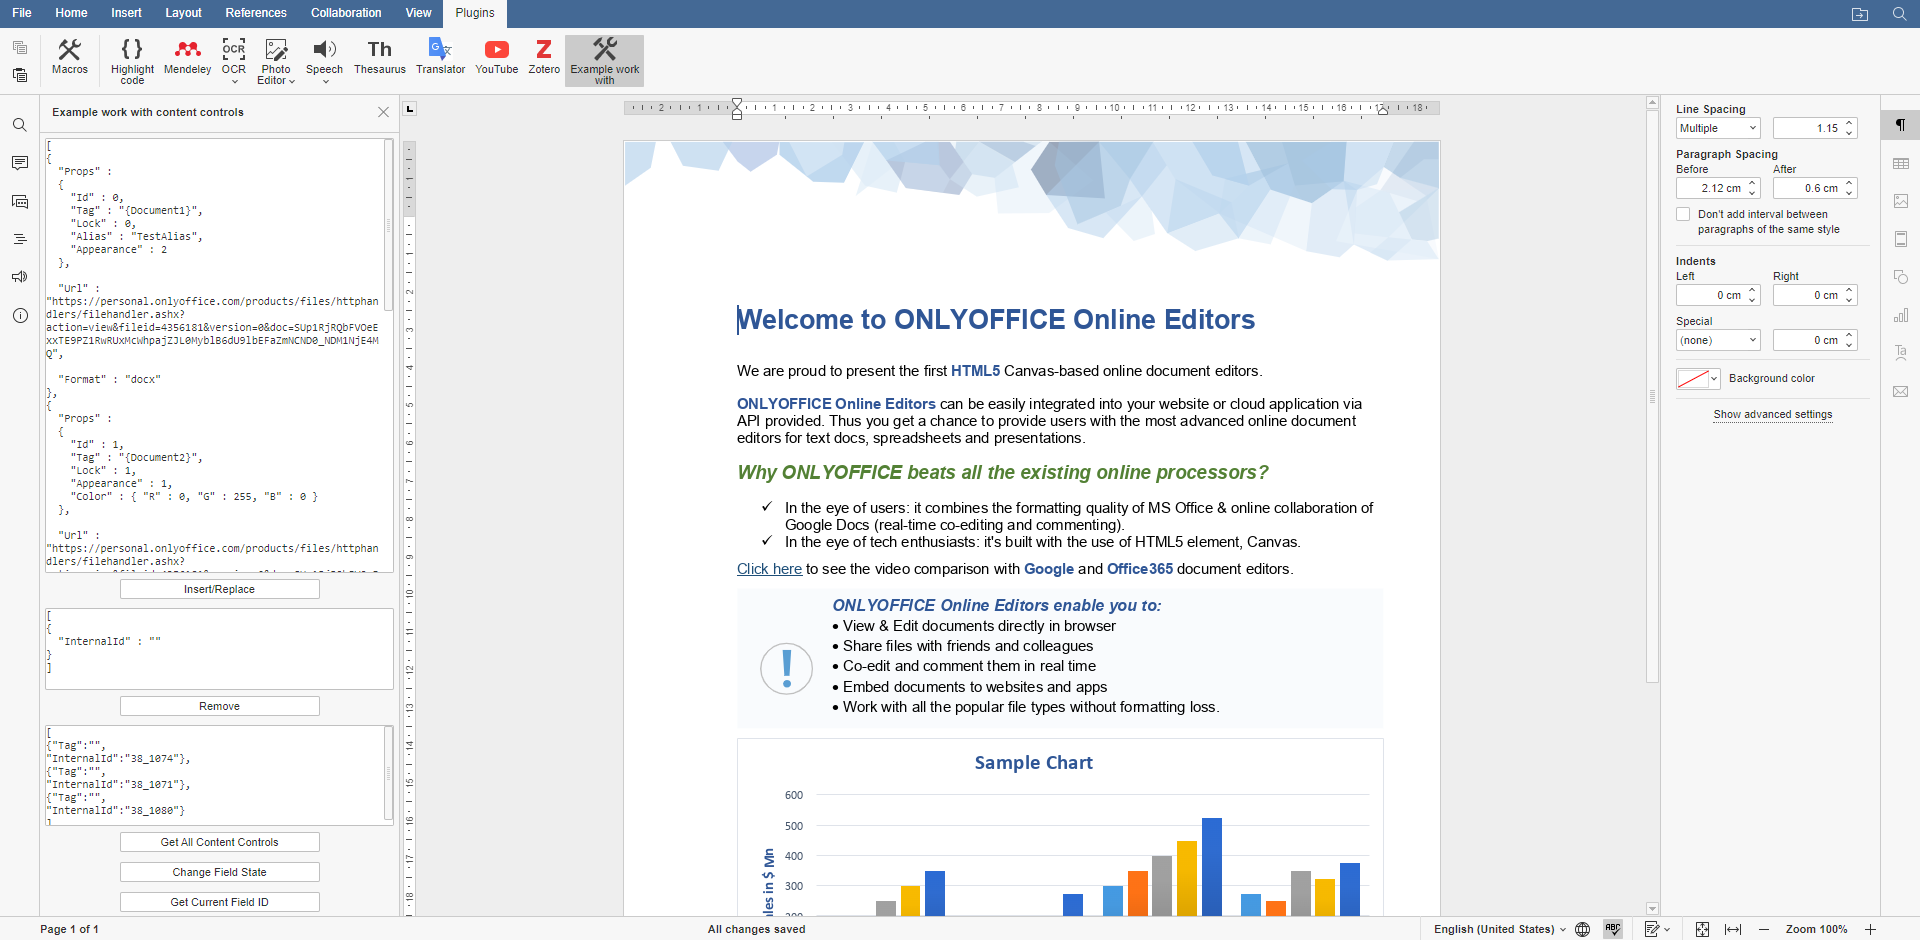 File Home Insert Layout References Collaboration View Plugins
Macros
Highlight code
Mendeley
OCR
Photo Editor
Speech
Th
Thesaurus
Translator
YouTube
Zotero
Example work with
Example work with content controls
[
{
"Props" :
{
"Id" : 0,
"Tag" : "{Document1}",
"Lock" : 0,
"Alias" : "TestAlias",
"Appearance" : 2
},
"Url" :
"https://personal.onlyoffice.com/products/files/httphan
dlers/filehandler.ashx?
action=view&fileid=4356181&version=0&doc=SUp1RjRQbFVOeE
xxTE9PZ1RwRUxMcWhpajZJL0MyblB6dU9lbEFaZmNCND0_NDM1NjE4M
Q",
"Format" : "docx"
},
{
"Props" :
{
"Id" : 1,
"Tag" : "{Document2}",
"Lock" : 1,
"Appearance" : 1,
"Color" : { "R" : 0, "G" : 255, "B" : 0 }
},
"Url" :
"https://personal.onlyoffice.com/products/files/httphan
dlers/filehandler.ashx?
Insert/Replace
[
{
"InternalId" : ""
}
]
Remove
[
{"Tag":"",
"InternalId":"38_1074"},
{"Tag":"",
"InternalId":"38_1071"},
{"Tag":"",
"InternalId":"38_1080"}
]
Get All Content Controls
Change Field State
Get Current Field ID
Welcome to ONLYOFFICE Online Editors
We are proud to present the first HTML5 Canvas-based online document editors.
ONLYOFFICE Online Editors can be easily integrated into your website or cloud application via
API provided. Thus you get a chance to provide users with the most advanced online document
editors for text docs, spreadsheets and presentations.
Why ONLYOFFICE beats all the existing online processors?
✓ In the eye of users: it combines the formatting quality of MS Office & online collaboration of
Google Docs (real-time co-editing and commenting).
✓ In the eye of tech enthusiasts: it's built with the use of HTML5 element, Canvas.
Click here to see the video comparison with Google and Office365 document editors.
ONLYOFFICE Online Editors enable you to:
• View & Edit documents directly in browser
• Share files with friends and colleagues
• Co-edit and comment them in real time
• Embed documents to websites and apps
• Work with all the popular file types without formatting loss.
Sample Chart
600
500
400
300
200
Line Spacing
Multiple 1.15
Paragraph Spacing
Before After
2.12 cm 0.6 cm
Don't add interval between
paragraphs of the same style
Indents
Left Right
0 cm 0 cm
Special
(none) 0 cm
Background color
Show advanced settings
Page 1 of 1 All changes saved English (United States) Zoom 100%